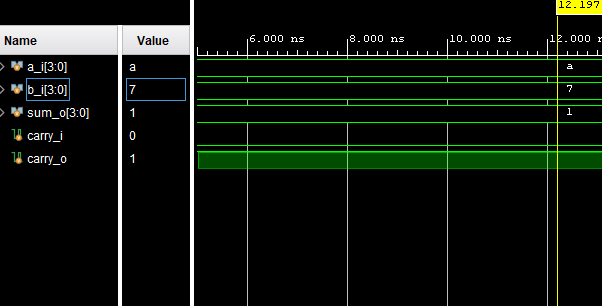 12.197
Name Value 6.000 ns 8.000 ns 10.000 ns 12.000 n
a_i[3:0] a a
b_i[3:0] 7 7
sum_o[3:0] 1 1
carry_i 0
carry_o 1